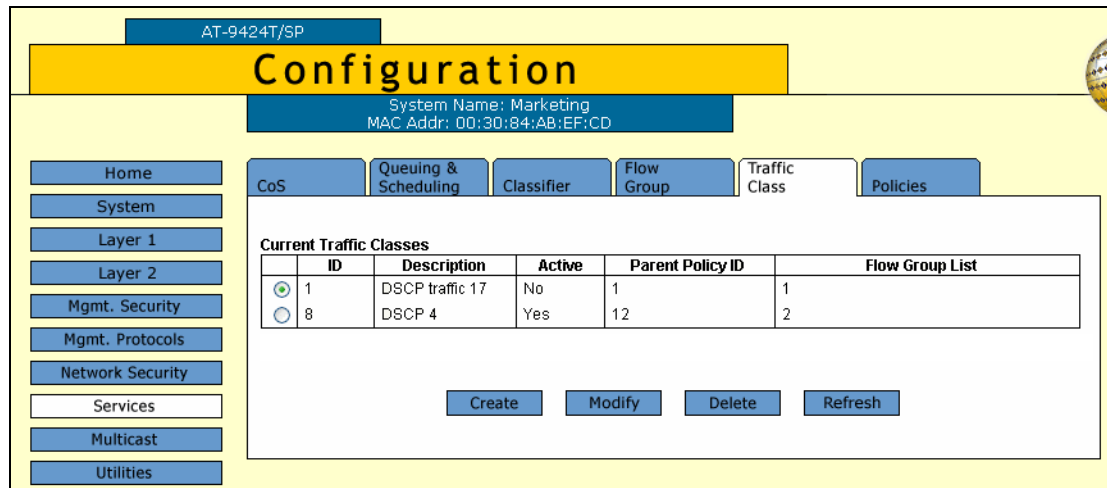 AT-9424T/SP
Configuration
System Name: Marketing
MAC Addr: 00:30:84:AB:EF:CD
Home
System
Layer 1
Layer 2
Mgmt. Security
Mgmt. Protocols
Network Security
Services
Multicast
Utilities
CoS
Queuing &
Scheduling
Classifier
Flow
Group
Traffic
Class
Policies
Current Traffic Classes
ID Description Active Parent Policy ID Flow Group List
1 DSCP traffic 17 No 1 1
8 DSCP 4 Yes 12 2
Create Modify Delete Refresh